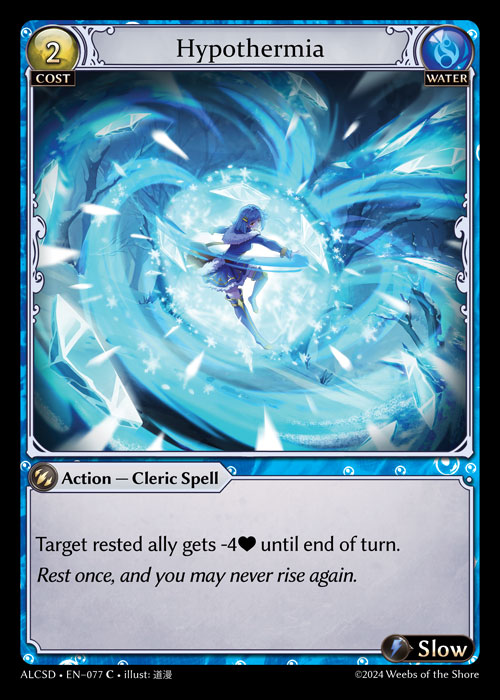 2
Hypothermia
COST
WATER
Action — Cleric Spell
Target rested ally gets -4♥ until end of turn.
Rest once, and you may never rise again.
Slow
ALCSD • EN-077 C • illust: 道漫
©2024 Weebs of the Shore